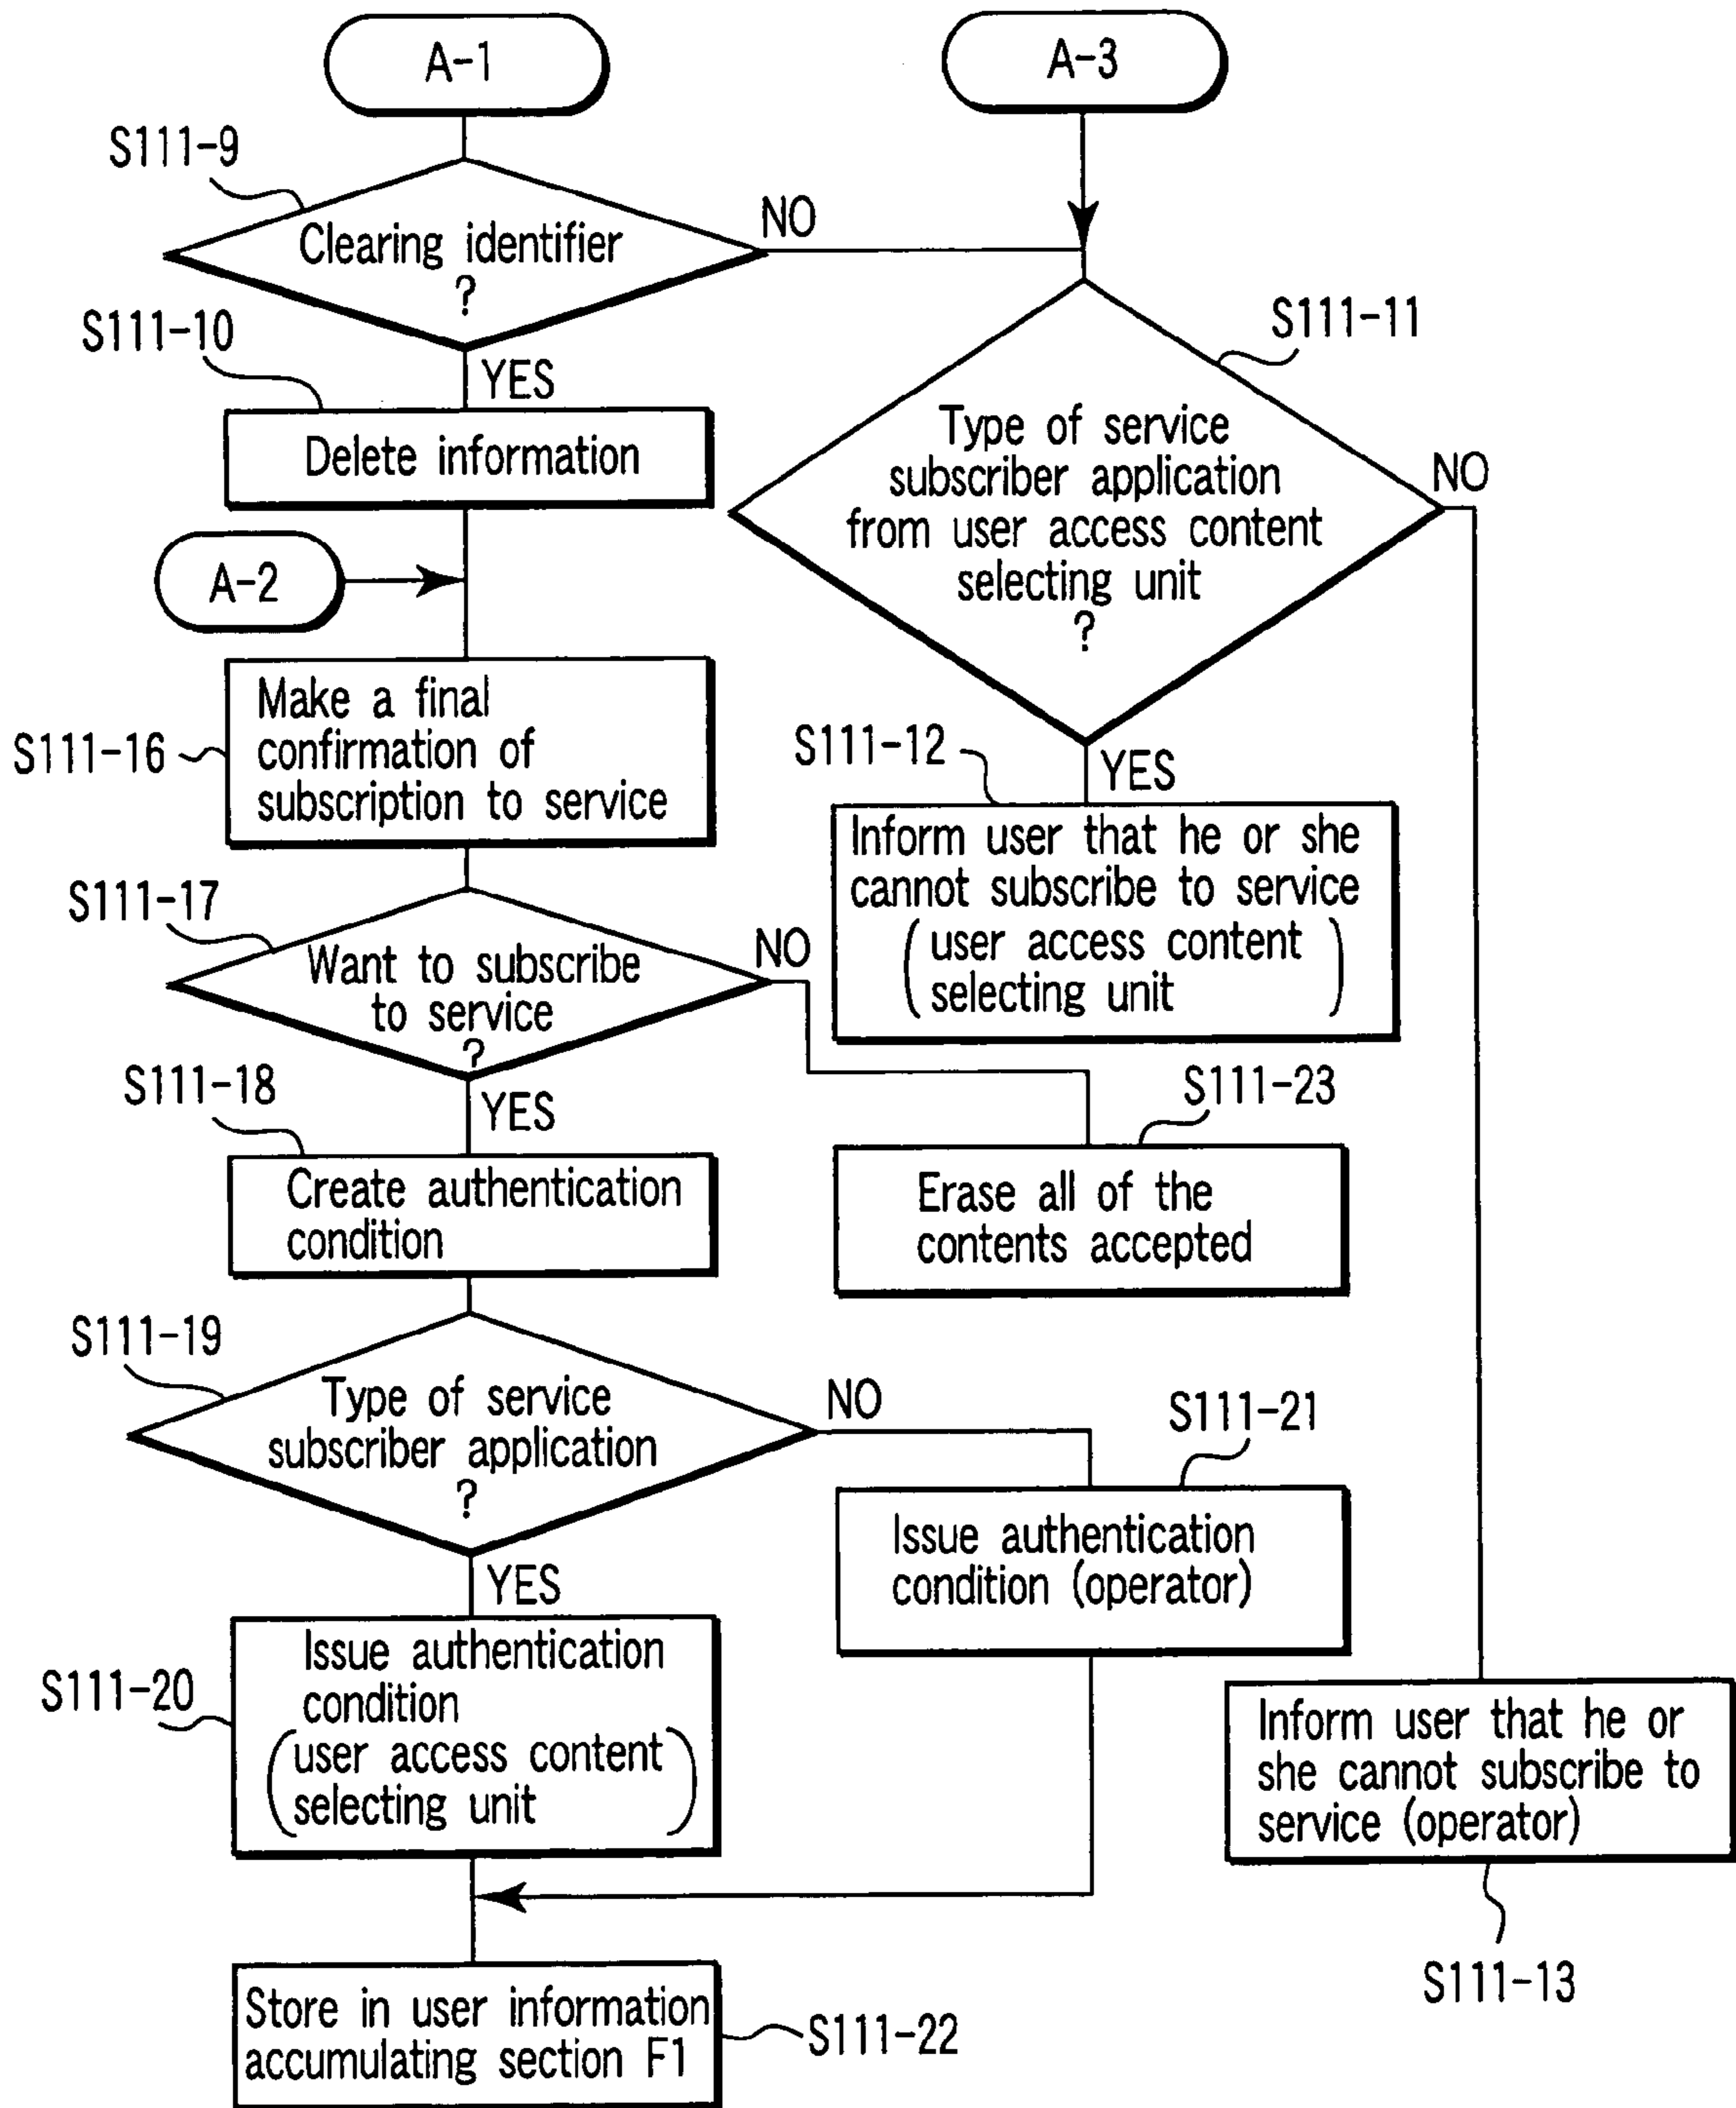 A-1
A-3
S111-9
Clearing identifier
?
NO
S111-10
YES
Delete information
A-2
S111-11
Type of service
subscriber application
from user access content
selecting unit
?
NO
YES
S111-16
Make a final
confirmation of
subscription to service
S111-12
Inform user that he or she
cannot subscribe to service
(user access content
selecting unit)
S111-17
Want to subscribe
to service
?
NO
YES
S111-18
Create authentication
condition
S111-23
Erase all of the
contents accepted
S111-19
Type of service
subscriber application
?
NO
YES
S111-21
Issue authentication
condition (operator)
S111-20
Issue authentication
condition
(user access content
selecting unit)
Inform user that he or
she cannot subscribe to
service (operator)
S111-13
Store in user information
accumulating section F1
S111-22